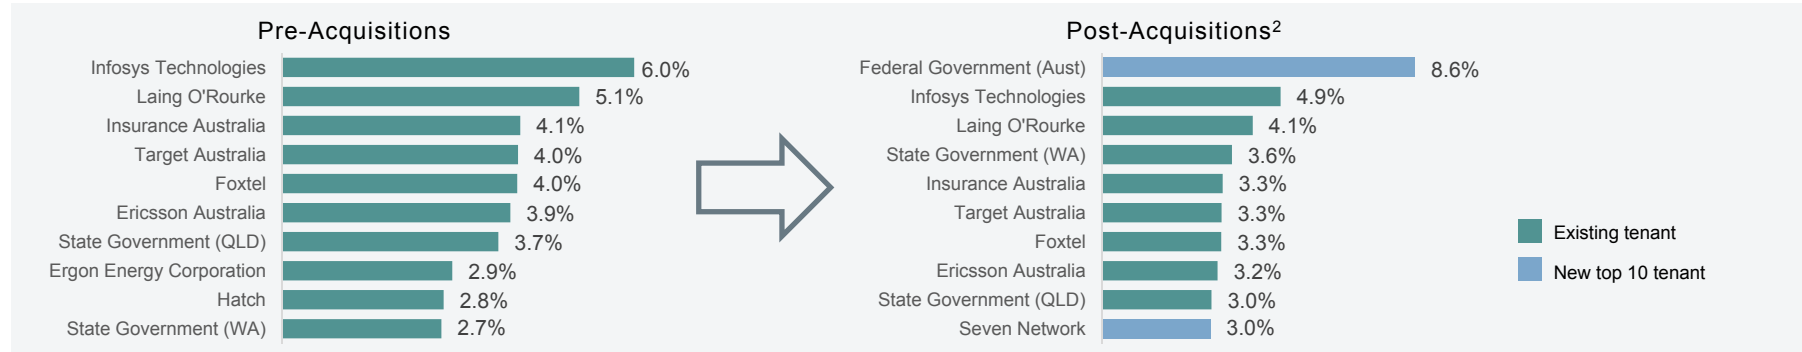 Pre-Acquisitions
Infosys Technologies 6.0%
Laing O'Rourke 5.1%
Insurance Australia 4.1%
Target Australia 4.0%
Foxtel 4.0%
Ericsson Australia 3.9%
State Government (QLD) 3.7%
Ergon Energy Corporation 2.9%
Hatch 2.8%
State Government (WA) 2.7%
Post-Acquisitions²
Federal Government (Aust) 8.6%
Infosys Technologies 4.9%
Laing O'Rourke 4.1%
State Government (WA) 3.6%
Insurance Australia 3.3%
Target Australia 3.3%
Foxtel 3.3%
Ericsson Australia 3.2%
State Government (QLD) 3.0%
Seven Network 3.0%
Existing tenant
New top 10 tenant